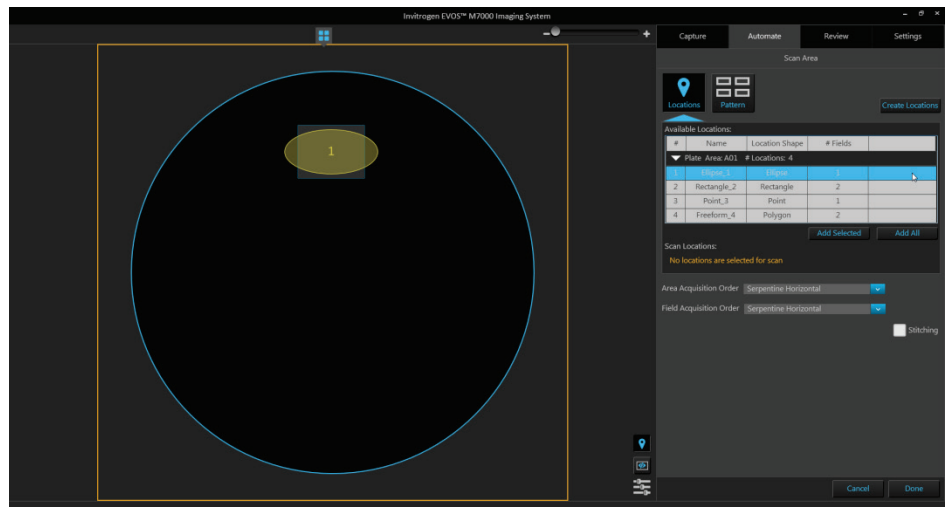 Invitrogen EVOS™ M7000 Imaging System
Capture Automate Review Settings
Scan Area
Locations Pattern Create Locations
Available Locations:
# Name Location Shape # Fields
Plate Area: A01 # Locations: 4
1 Ellipse_1 Ellipse 1
2 Rectangle_2 Rectangle 2
3 Point_3 Point 1
4 Freeform_4 Polygon 2
Add Selected Add All
Scan Locations:
No locations are selected for scan
Area Acquisition Order Serpentine Horizontal
Field Acquisition Order Serpentine Horizontal
Stitching
Cancel Done
1